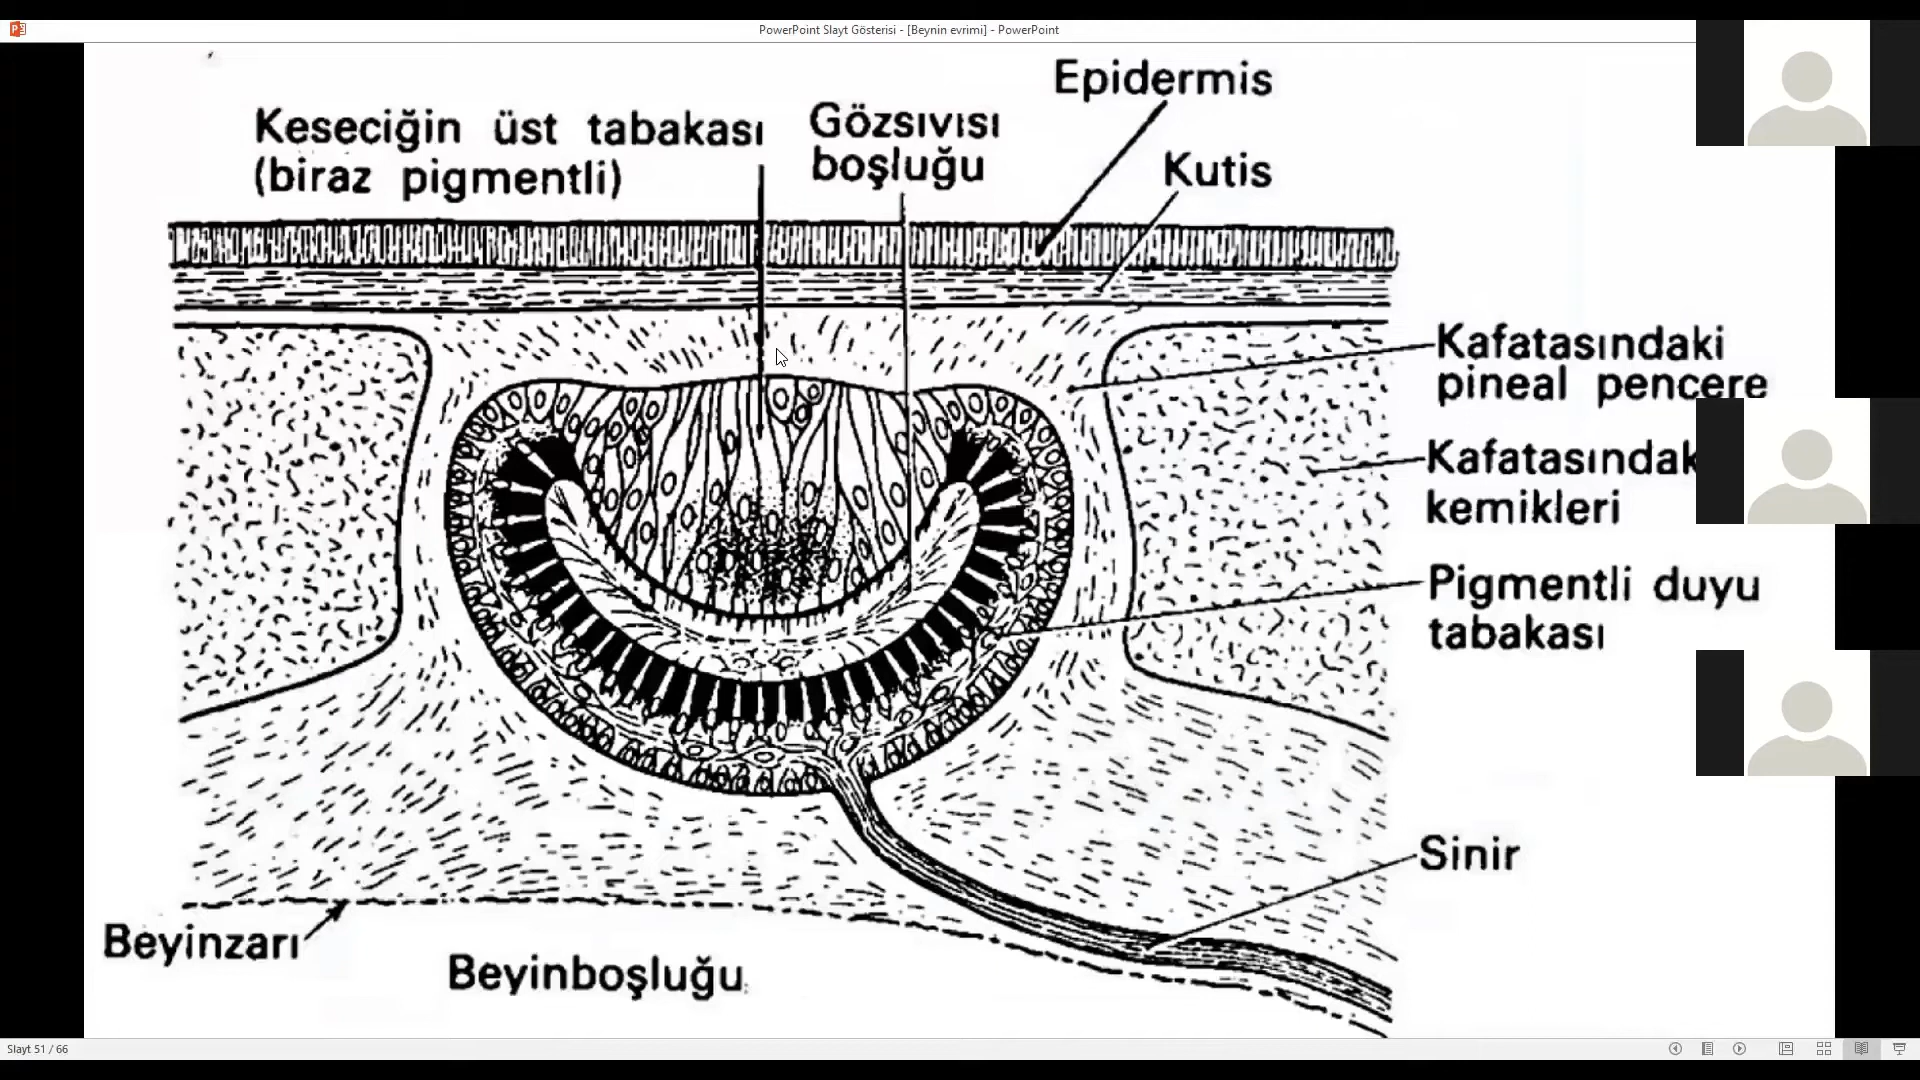 PowerPoint Slayt Gösterisi - [Beynin evrimi] - PowerPoint
Epidermis
Keseciğin üst tabakası
(biraz pigmentli)
Gözsıvısı
boşluğu
Kutis
Kafatasındaki
pineal pencere
Kafatasındak
kemikleri
Pigmentli duyu
tabakası
Sinir
Beyinzarı
Beyinboşluğu
Slayt 51 / 66